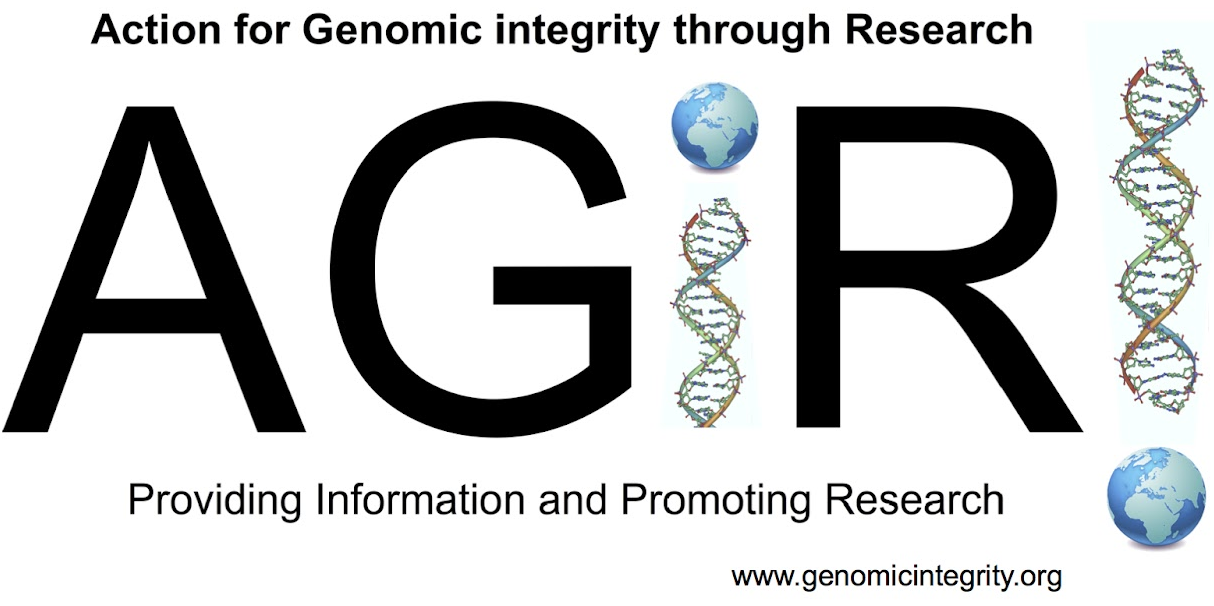 Action for Genomic integrity through Research
AGiR!
Providing Information and Promoting Research
www.genomicintegrity.org